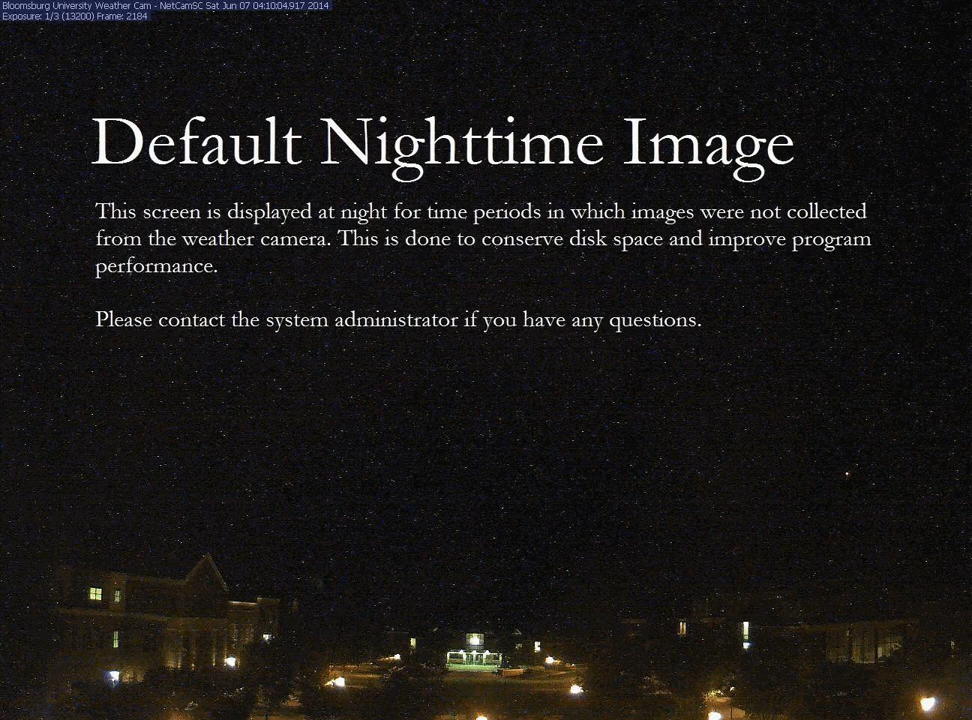 Bloomsburg University Weather Cam - NetCamSC Sat Jun 07 04:10:04.917 2014
Exposure: 1/3 (13200) Frame: 2184
Default Nighttime Image
This screen is displayed at night for time periods in which images were not collected
from the weather camera. This is done to conserve disk space and improve program
performance.
Please contact the system administrator if you have any questions.